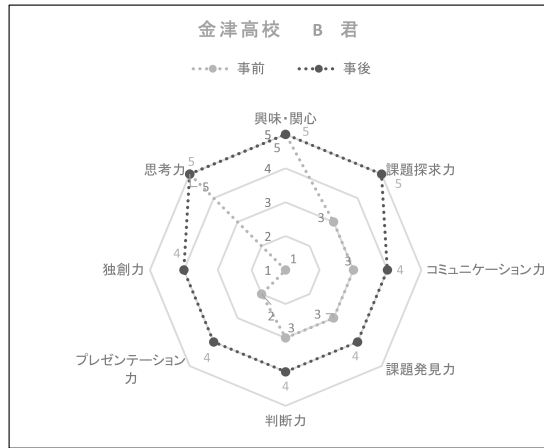 金津高校　B 君
事前 事後
興味・関心
5
5
5
5
思考力
5
課題探求力
5
5
4
3
3
2
4
独創力
1
1
3
4
コミュニケーション力
2
3
3
プレゼンテーション
力
4
4
課題発見力
4
判断力